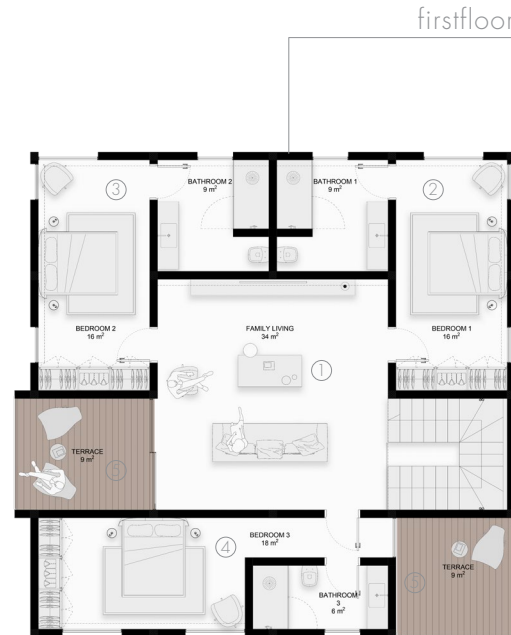 firstfloor
③
②
BATHROOM 2
9 m²
BATHROOM 1
9 m²
BEDROOM 2
16 m²
FAMILY LIVING
34 m²
BEDROOM 1
16 m²
①
TERRACE
9 m²
⑤
④
BEDROOM 3
18 m²
BATHROOM
3
6 m²
TERRACE
9 m²
⑤